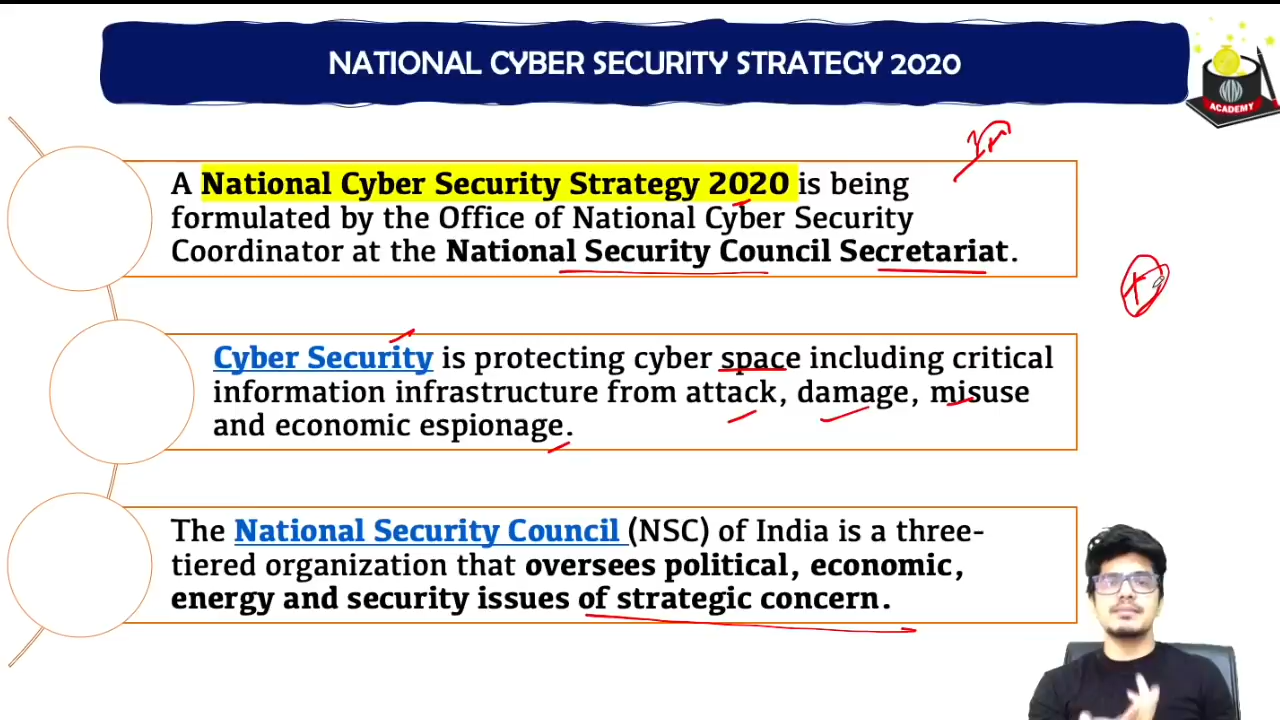 NATIONAL CYBER SECURITY STRATEGY 2020
ACADEMY
A National Cyber Security Strategy 2020 is being
formulated by the Office of National Cyber Security
Coordinator at the National Security Council Secretariat.
Cyber Security is protecting cyber space including critical
information infrastructure from attack, damage, misuse
and economic espionage.
The National Security Council (NSC) of India is a three-
tiered organization that oversees political, economic,
energy and security issues of strategic concern.